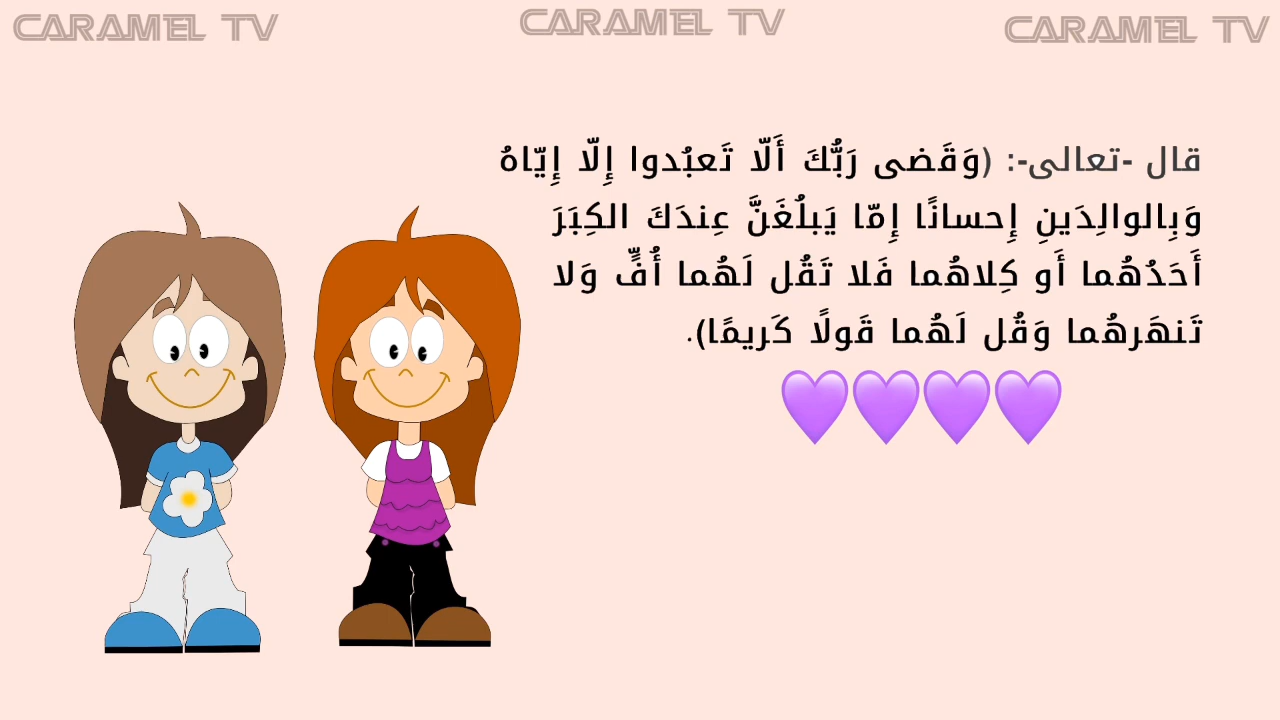 CARAMEL TV CARAMEL TV CARAMEL TV
قال -تعالى-: (وَقَضى رَبُّكَ أَلّا تَعبُدوا إِلّا إِيّاهُ
وَبِالوالِدَينِ إِحسانًا إِمّا يَبلُغَنَّ عِندَكَ الكِبَرَ
أَحَدُهُما أَو كِلاهُما فَلا تَقُل لَهُما أُفٍّ وَلا
تَنهَرهُما وَقُل لَهُما قَولًا كَريمًا).